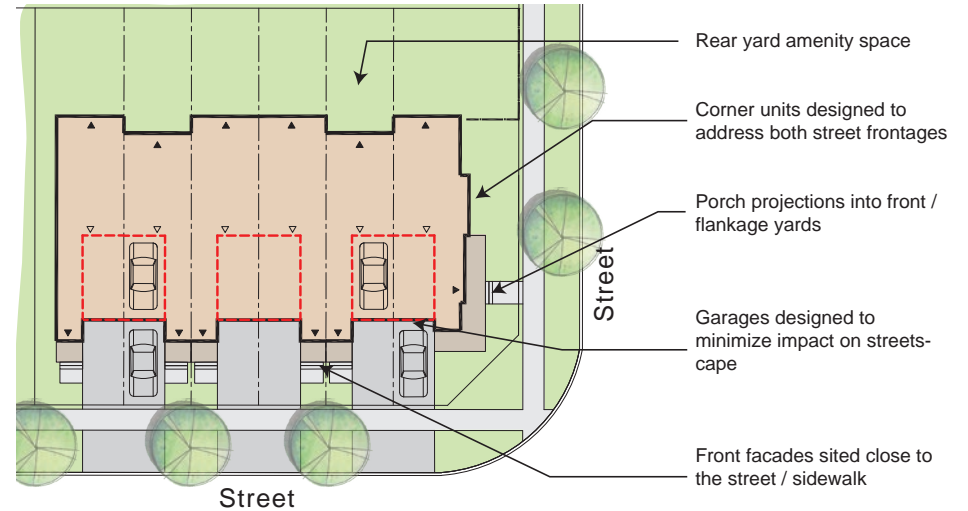 Rear yard amenity space
Corner units designed to
address both street frontages
Porch projections into front /
flankage yards
Street
Garages designed to
minimize impact on streets-
cape
Front facades sited close to
the street / sidewalk
Street